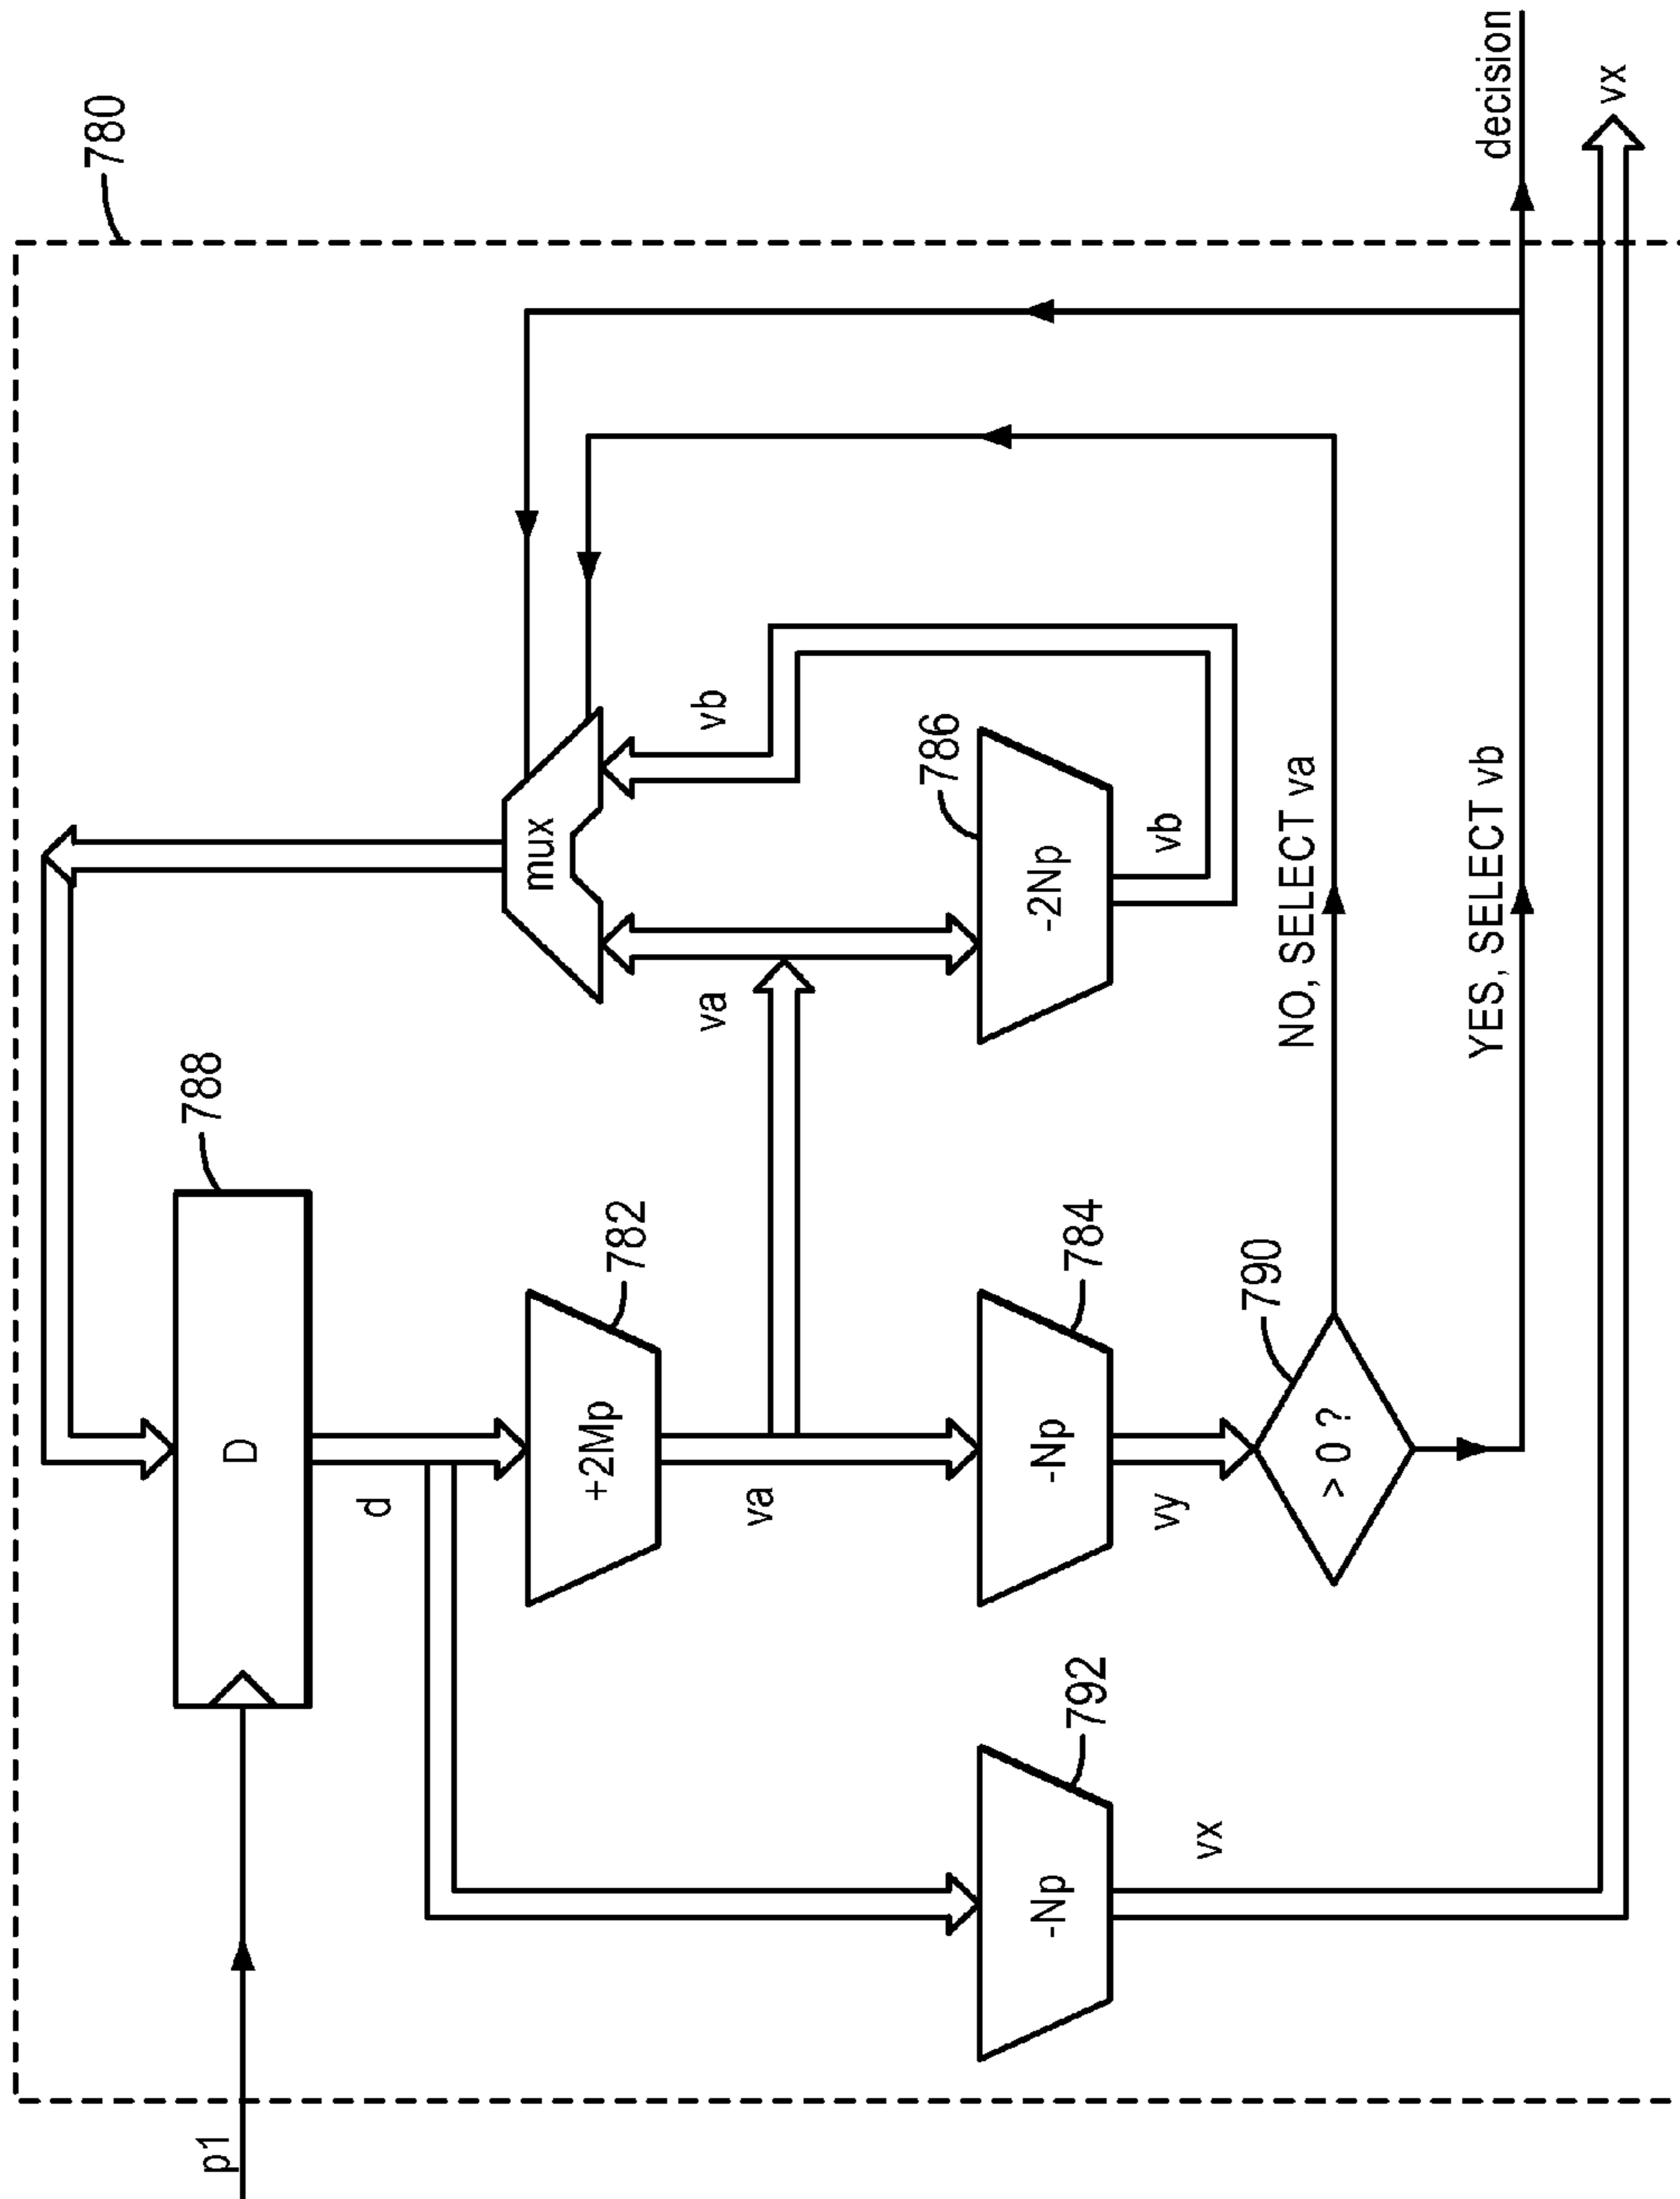 780
p1
788
D
d
mux
vb
va
782
+2Mp
va
786
-2Np
vb
792
-Np
vx
784
-Np
vy
790
> 0 ?
NO, SELECT va
YES, SELECT vb
decision
vx